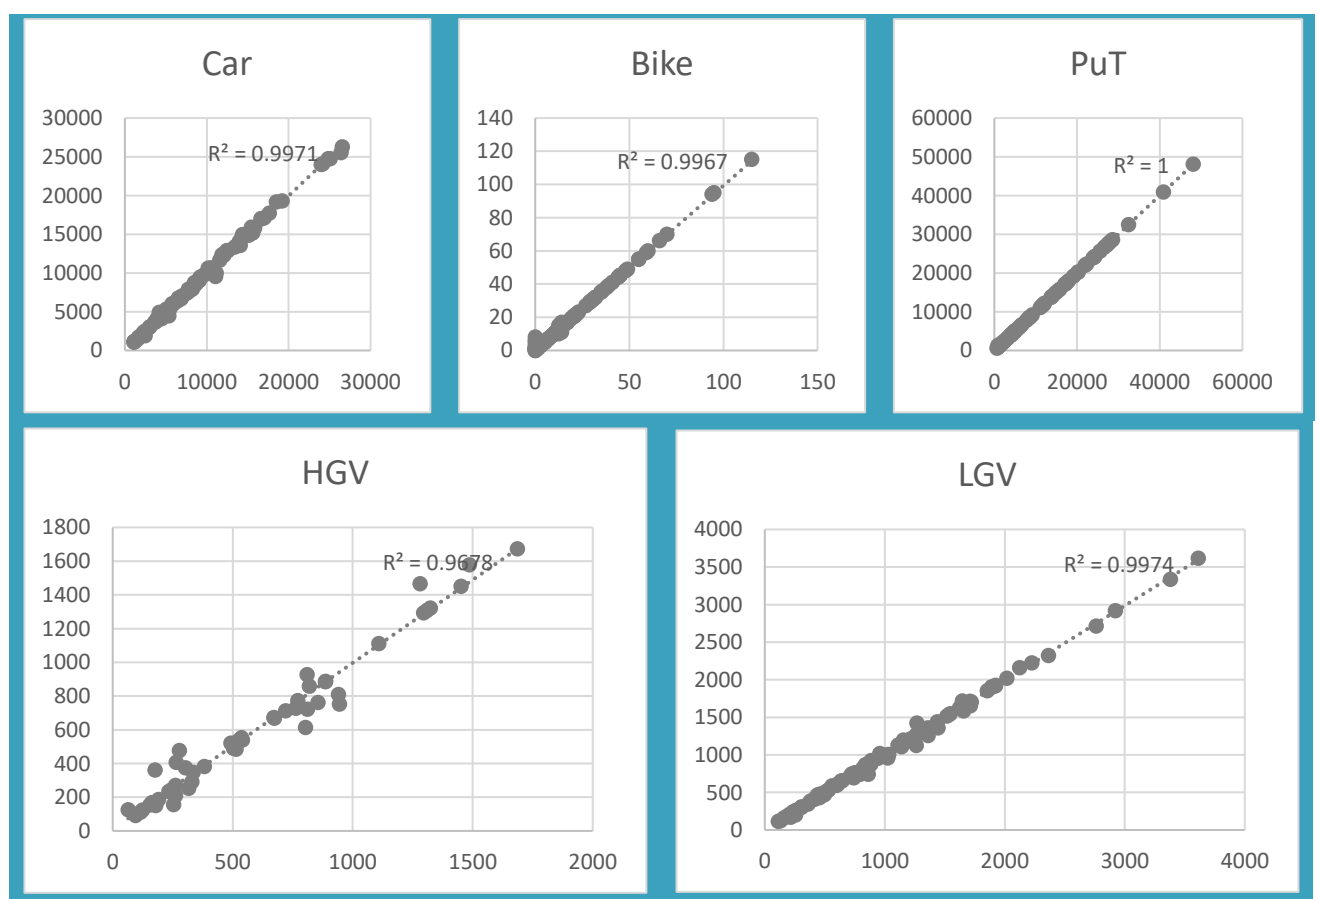 Car
30000
25000
20000
15000
10000
5000
0
R² = 0.9971
0 10000 20000 30000
Bike
140
120
100
80
60
40
20
0
R² = 0.9967
0 50 100 150
PuT
60000
50000
40000
30000
20000
10000
0
R² = 1
0 20000 40000 60000
HGV
1800
1600
1400
1200
1000
800
600
400
200
0
R² = 0.9678
0 500 1000 1500 2000
LGV
4000
3500
3000
2500
2000
1500
1000
500
0
R² = 0.9974
0 1000 2000 3000 4000